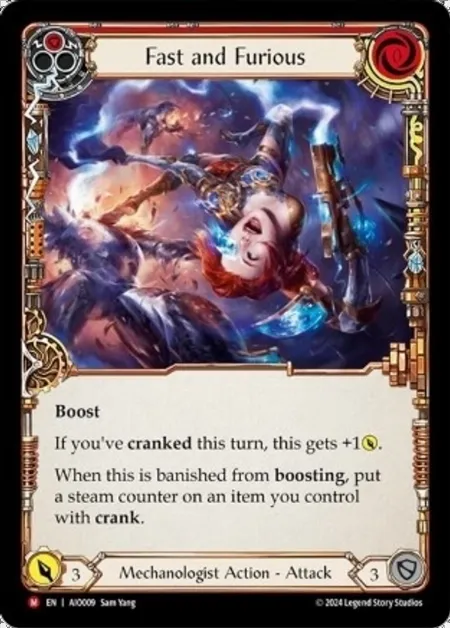 Fast and Furious
0
Boost
If you've cranked this turn, this gets +1.
When this is banished from boosting, put
a steam counter on an item you control
with crank.
3 Mechanologist Action - Attack 3
M EN | AIO009 Sam Yang © 2024 Legend Story Studios